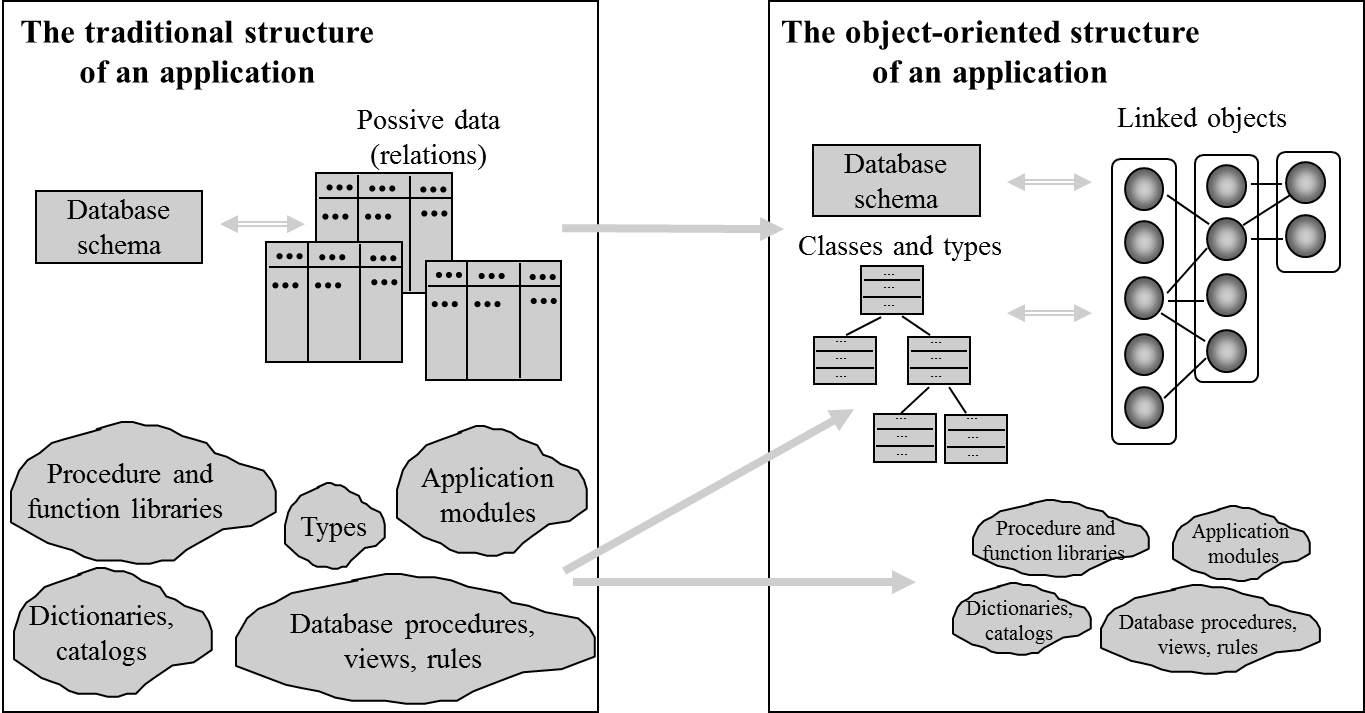 The traditional structure
of an application
Possive data
(relations)
Database
schema
Procedure and
function libraries
Application
modules
Types
Dictionaries,
catalogs
Database procedures,
views, rules
The object-oriented structure
of an application
Linked objects
Database
schema
Classes and types
Procedure and
function libraries
Application
modules
Dictionaries,
catalogs
Database procedures,
views, rules